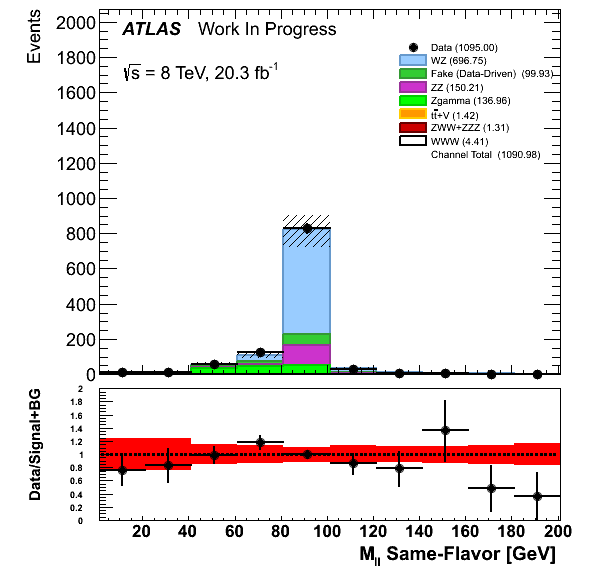 Events
2000
1800
1600
1400
1200
1000
800
600
400
200
0
ATLAS Work In Progress
√s = 8 TeV, 20.3 fb⁻¹
Data (1095.00)
WZ (696.75)
Fake (Data-Driven) (99.93)
ZZ (150.21)
Zgamma (136.96)
tt̄+V (1.42)
ZWW+ZZZ (1.31)
WWW (4.41)
Channel Total (1090.98)
Data/Signal+BG
2
1.8
1.6
1.4
1.2
1
0.8
0.6
0.4
0.2
0
20 40 60 80 100 120 140 160 180 200
M_ll Same-Flavor [GeV]